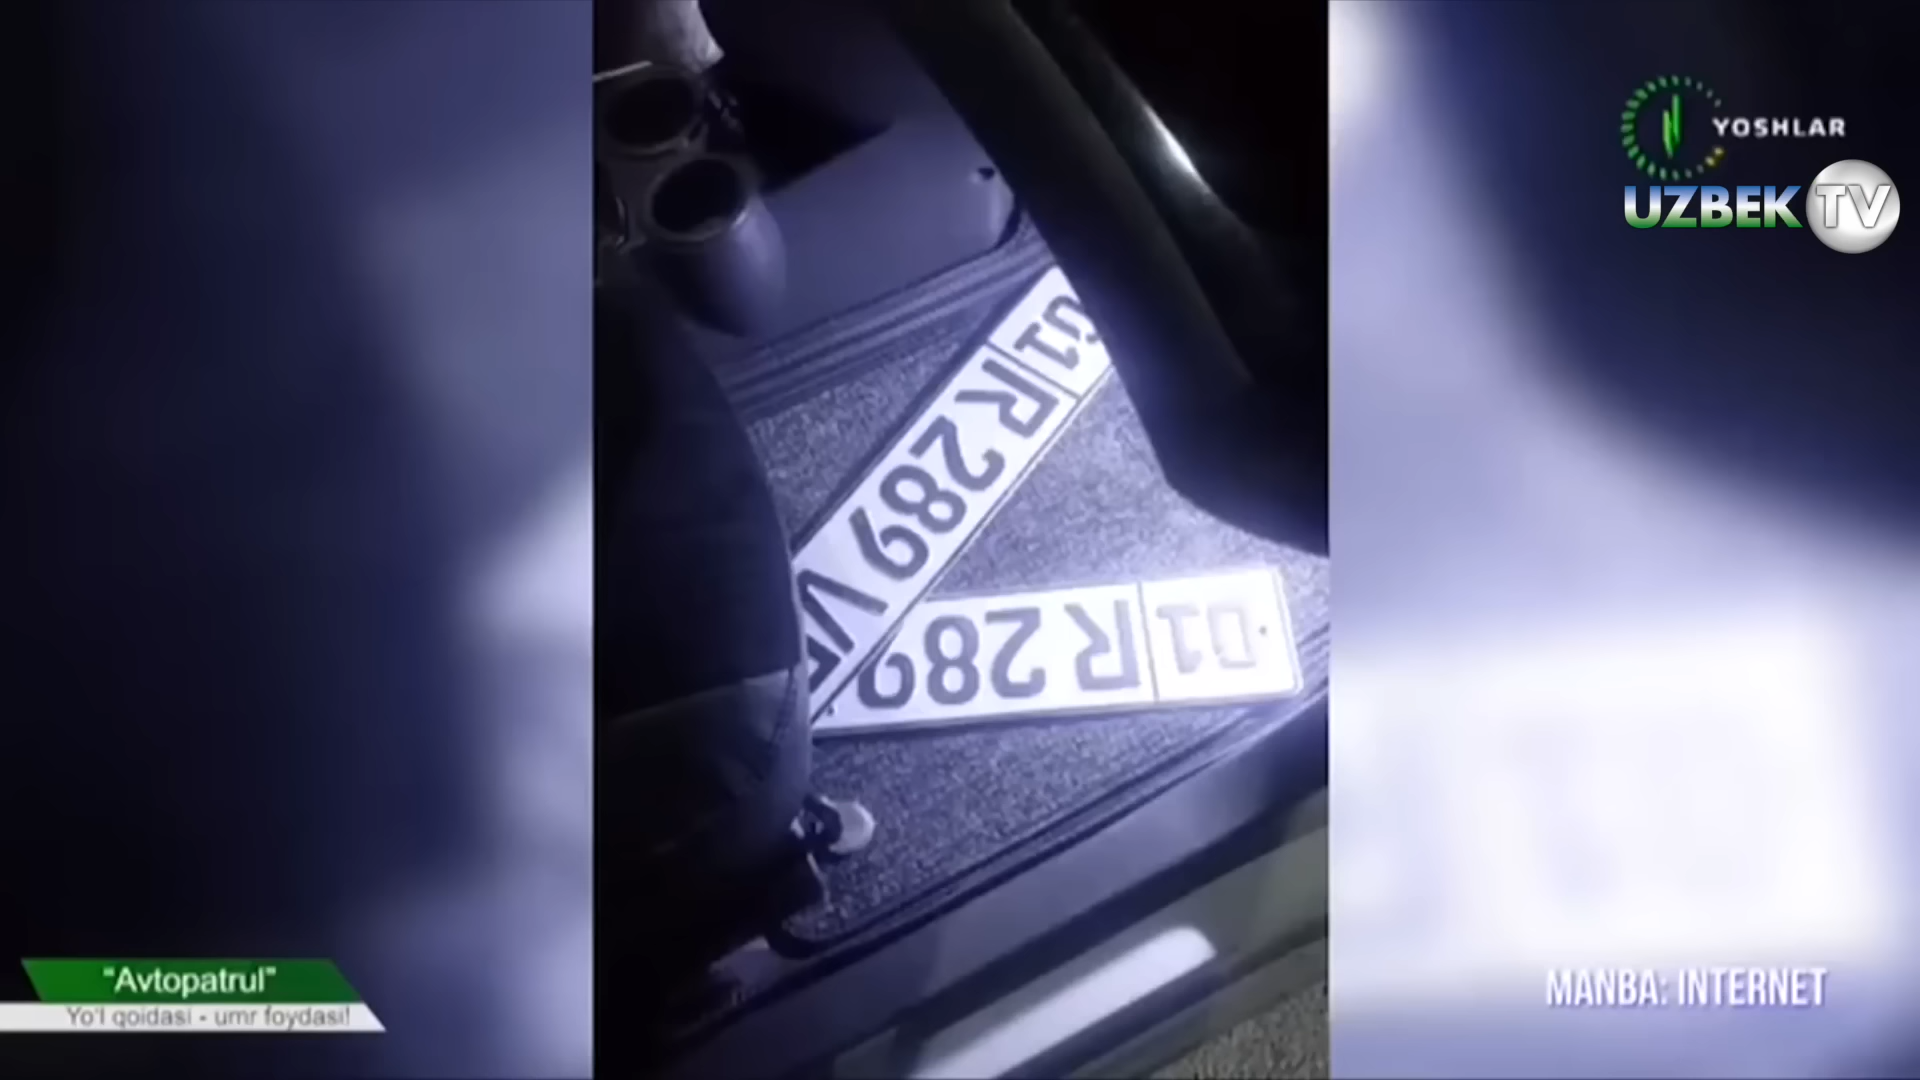 YOSHLAR
UZBEK TV
01 R 289 V
01 R 289
"Avtopatrul"
Yo'l qoidasi - umr foydasi!
MANBA: INTERNET